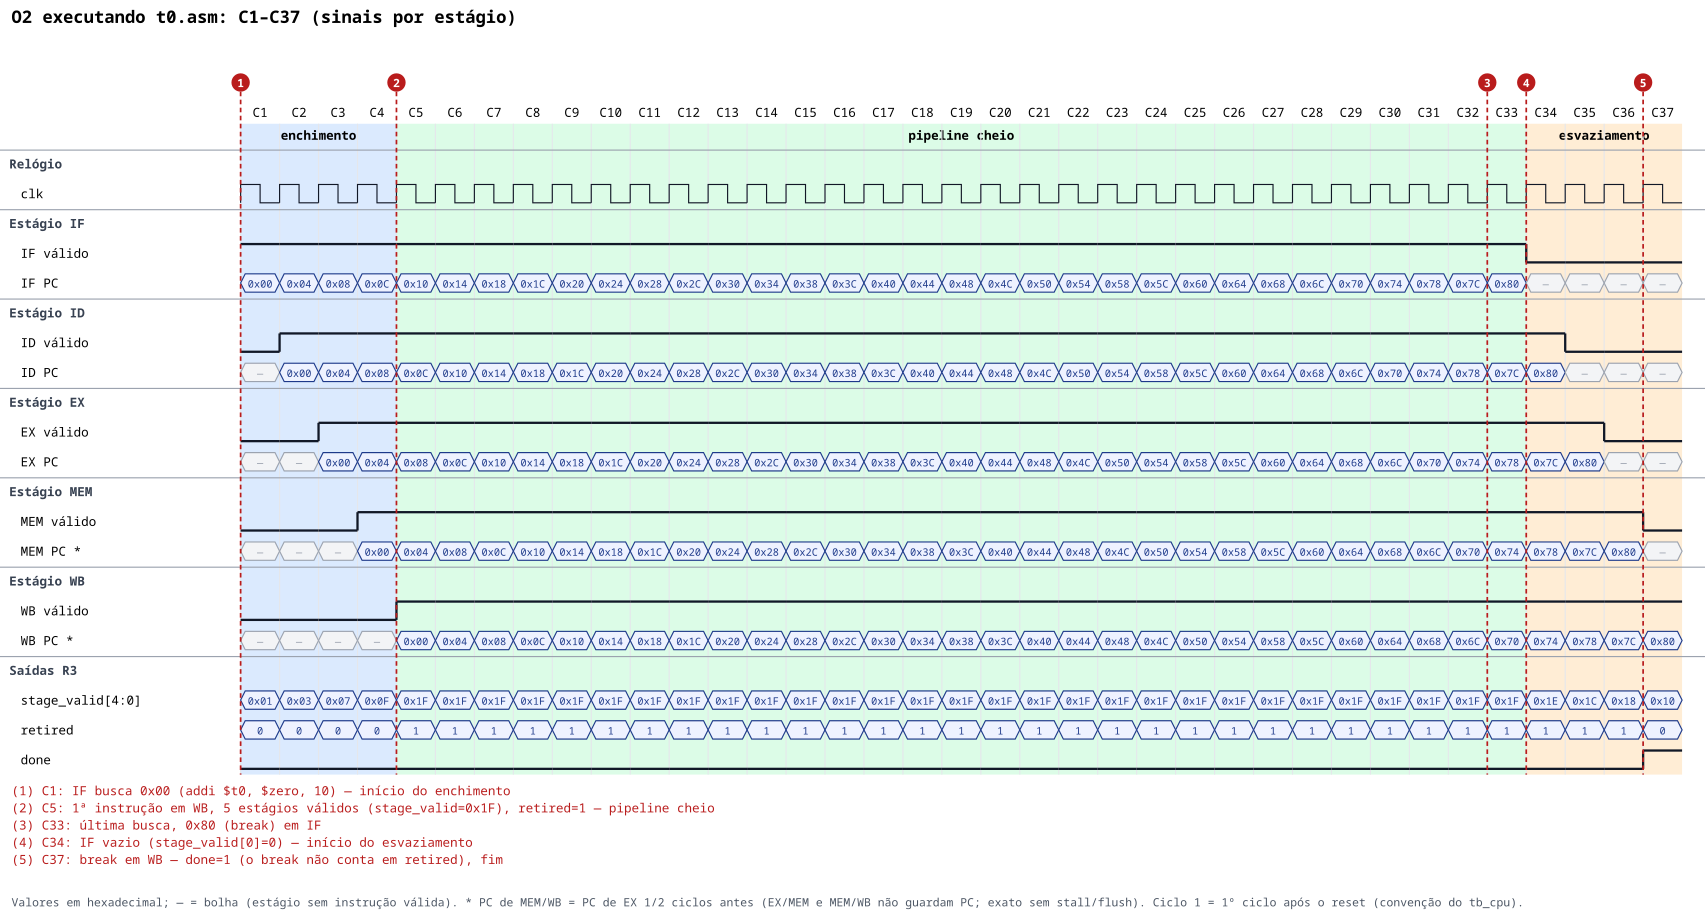 O2 executando t0.asm: C1–C37 (sinais por estágio)
1 2 3 4 5
C1 C2 C3 C4 C5 C6 C7 C8 C9 C10 C11 C12 C13 C14 C15 C16 C17 C18 C19 C20 C21 C22 C23 C24 C25 C26 C27 C28 C29 C30 C31 C32 C33 C34 C35 C36 C37
enchimento pipeline cheio esvaziamento
Relógio
clk
Estágio IF
IF válido
IF PC 0x00 0x04 0x08 0x0C 0x10 0x14 0x18 0x1C 0x20 0x24 0x28 0x2C 0x30 0x34 0x38 0x3C 0x40 0x44 0x48 0x4C 0x50 0x54 0x58 0x5C 0x60 0x64 0x68 0x6C 0x70 0x74 0x78 0x7C 0x80 — — — —
Estágio ID
ID válido
ID PC — 0x00 0x04 0x08 0x0C 0x10 0x14 0x18 0x1C 0x20 0x24 0x28 0x2C 0x30 0x34 0x38 0x3C 0x40 0x44 0x48 0x4C 0x50 0x54 0x58 0x5C 0x60 0x64 0x68 0x6C 0x70 0x74 0x78 0x7C 0x80 — — —
Estágio EX
EX válido
EX PC — — 0x00 0x04 0x08 0x0C 0x10 0x14 0x18 0x1C 0x20 0x24 0x28 0x2C 0x30 0x34 0x38 0x3C 0x40 0x44 0x48 0x4C 0x50 0x54 0x58 0x5C 0x60 0x64 0x68 0x6C 0x70 0x74 0x78 0x7C 0x80 — —
Estágio MEM
MEM válido
MEM PC * — — — 0x00 0x04 0x08 0x0C 0x10 0x14 0x18 0x1C 0x20 0x24 0x28 0x2C 0x30 0x34 0x38 0x3C 0x40 0x44 0x48 0x4C 0x50 0x54 0x58 0x5C 0x60 0x64 0x68 0x6C 0x70 0x74 0x78 0x7C 0x80 —
Estágio WB
WB válido
WB PC * — — — — 0x00 0x04 0x08 0x0C 0x10 0x14 0x18 0x1C 0x20 0x24 0x28 0x2C 0x30 0x34 0x38 0x3C 0x40 0x44 0x48 0x4C 0x50 0x54 0x58 0x5C 0x60 0x64 0x68 0x6C 0x70 0x74 0x78 0x7C 0x80
Saídas R3
stage_valid[4:0] 0x01 0x03 0x07 0x0F 0x1F 0x1F 0x1F 0x1F 0x1F 0x1F 0x1F 0x1F 0x1F 0x1F 0x1F 0x1F 0x1F 0x1F 0x1F 0x1F 0x1F 0x1F 0x1F 0x1F 0x1F 0x1F 0x1F 0x1F 0x1F 0x1F 0x1F 0x1F 0x1F 0x1E 0x1C 0x18 0x10
retired 0 0 0 0 1 1 1 1 1 1 1 1 1 1 1 1 1 1 1 1 1 1 1 1 1 1 1 1 1 1 1 1 1 1 1 1 0
done
(1) C1: IF busca 0x00 (addi $t0, $zero, 10) — início do enchimento
(2) C5: 1ª instrução em WB, 5 estágios válidos (stage_valid=0x1F), retired=1 — pipeline cheio
(3) C33: última busca, 0x80 (break) em IF
(4) C34: IF vazio (stage_valid[0]=0) — início do esvaziamento
(5) C37: break em WB — done=1 (o break não conta em retired), fim
Valores em hexadecimal; — = bolha (estágio sem instrução válida). * PC de MEM/WB = PC de EX 1/2 ciclos antes (EX/MEM e MEM/WB não guardam PC; exato sem stall/flush). Ciclo 1 = 1º ciclo após o reset (convenção do tb_cpu).